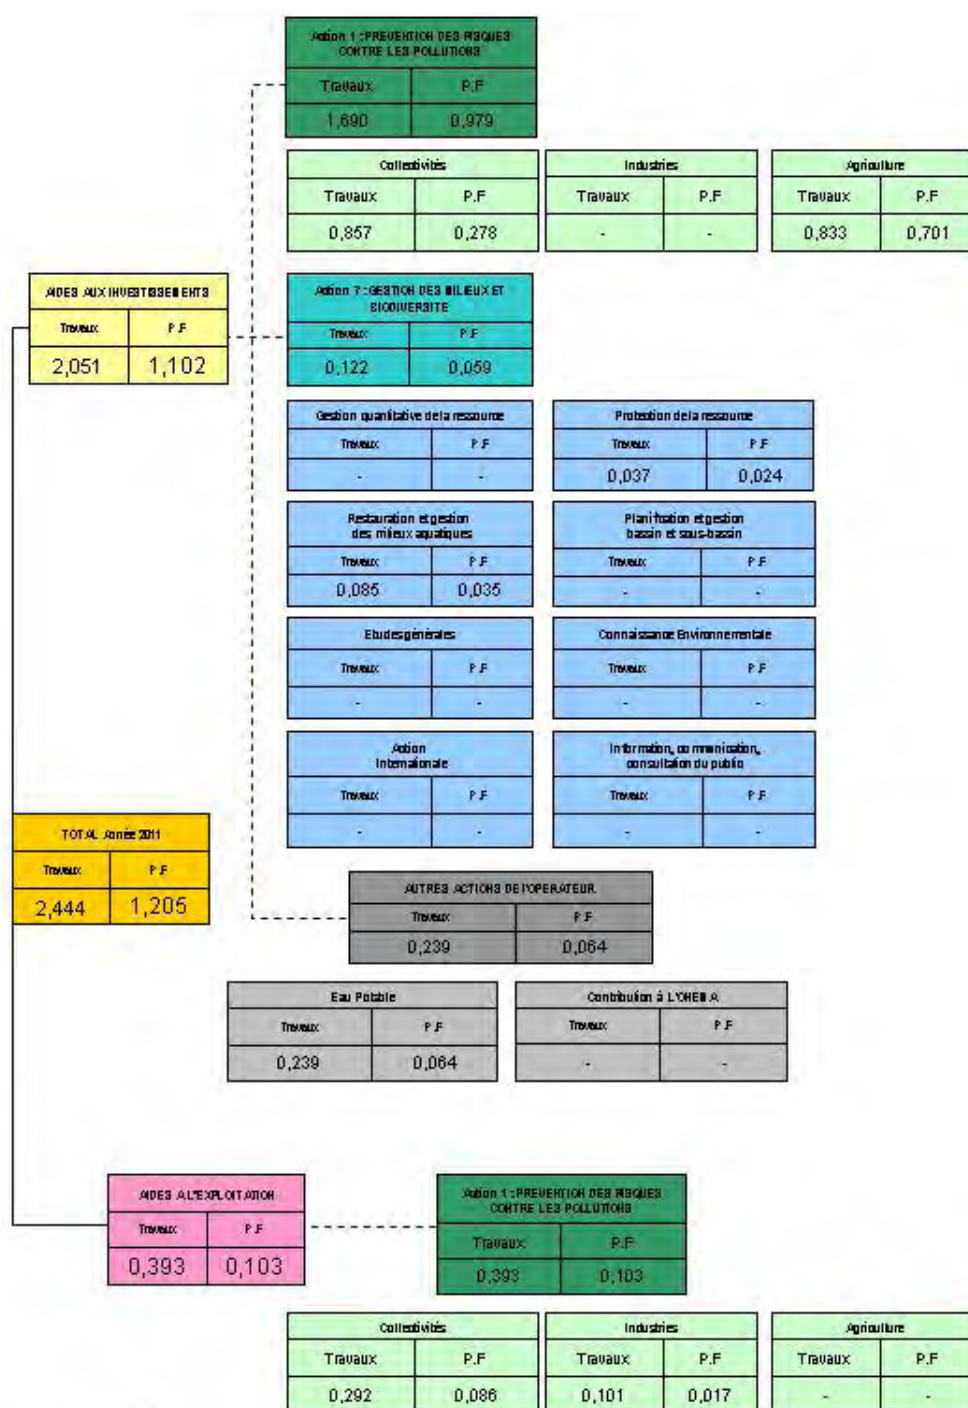 Action 1 : PREVENTION DES RISQUES
CONTRE LES POLLUTIONS
Travaux P.F
1,690 0,979
Collectivités
Travaux P.F
0,857 0,278
Industries
Travaux P.F
- -
Agriculture
Travaux P.F
0,833 0,701
AIDES AUX INVESTISSEMENTS
Travaux P.F
2,051 1,102
Action 7 : GESTION DES MILIEUX ET
BIODIVERSITE
Travaux P.F
0,122 0,059
Gestion quantitative de la ressource
Travaux P.F
- -
Protection de la ressource
Travaux P.F
0,037 0,024
Restauration et gestion
des milieux aquatiques
Travaux P.F
0,085 0,035
Planification et gestion
bassin et sous-bassin
Travaux P.F
- -
Etudes générales
Travaux P.F
- -
Connaissance Environnementale
Travaux P.F
- -
Action
Internationale
Travaux P.F
- -
Information, communication,
consultation du public
Travaux P.F
- -
TOTAL Année 2011
Travaux P.F
2,444 1,205
AUTRES ACTIONS DE l'OPERATEUR
Travaux P.F
0,239 0,064
Eau Potable
Travaux P.F
0,239 0,064
Contribution à L'ONEMA
Travaux P.F
- -
AIDES A L'EXPLOITATION
Travaux P.F
0,393 0,103
Action 1 : PREVENTION DES RISQUES
CONTRE LES POLLUTIONS
Travaux P.F
0,393 0,103
Collectivités
Travaux P.F
0,292 0,086
Industries
Travaux P.F
0,101 0,017
Agriculture
Travaux P.F
- -